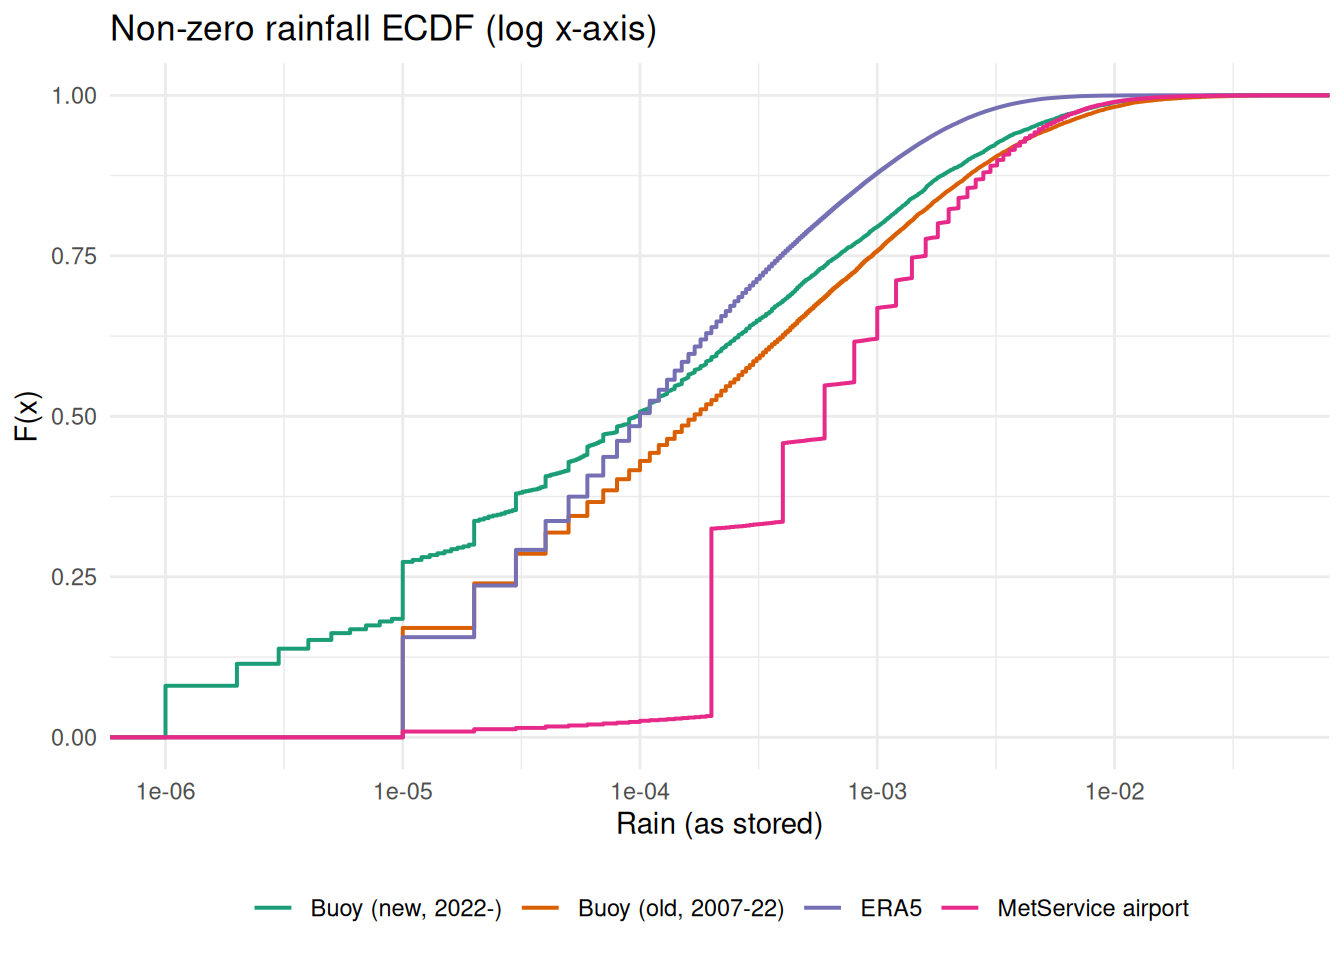 Non-zero rainfall ECDF (log x-axis)
1.00
0.75
0.50
0.25
0.00
F(x)
1e-06 1e-05 1e-04 1e-03 1e-02
Rain (as stored)
Buoy (new, 2022-) Buoy (old, 2007-22) ERA5 MetService airport